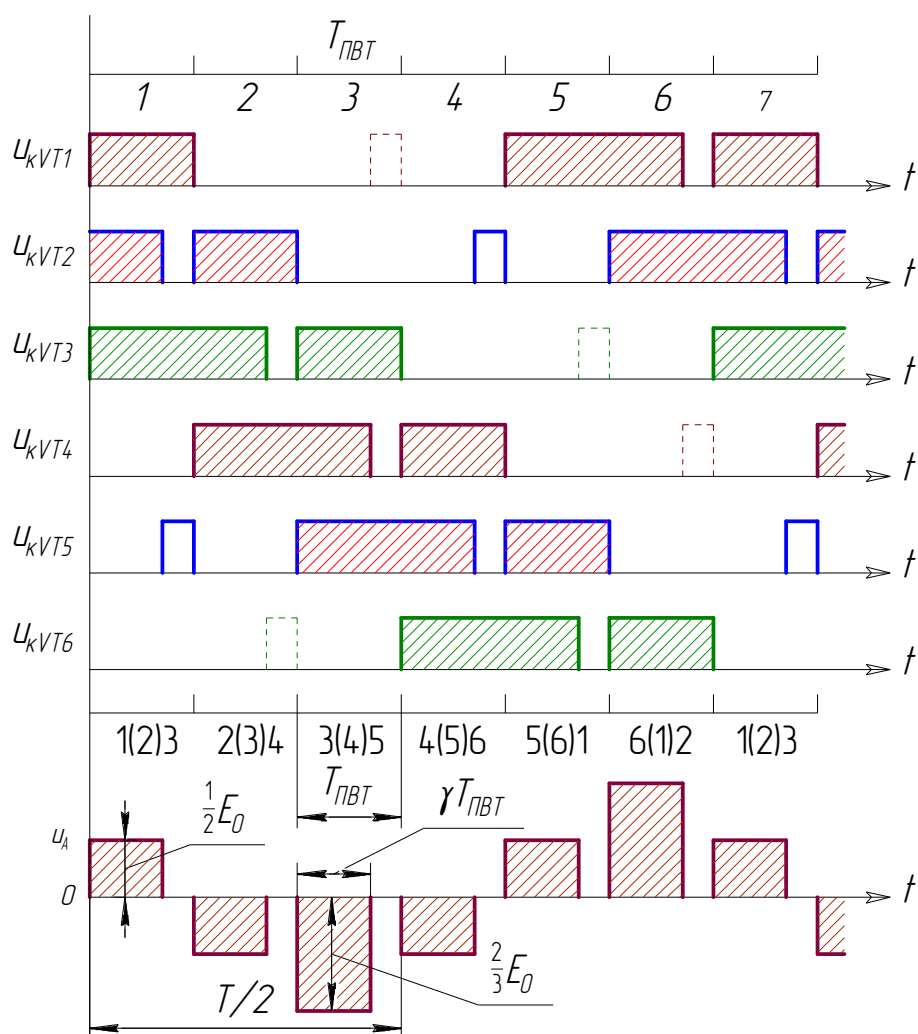 T_ПВТ
1 2 3 4 5 6 7
u_кVT1 t
u_кVT2 t
u_кVT3 t
u_кVT4 t
u_кVT5 t
u_кVT6 t
1(2)3 2(3)4 3(4)5 4(5)6 5(6)1 6(1)2 1(2)3
T_ПВТ γT_ПВТ
1/2 E_0
u_A
0 t
2/3 E_0
T/2